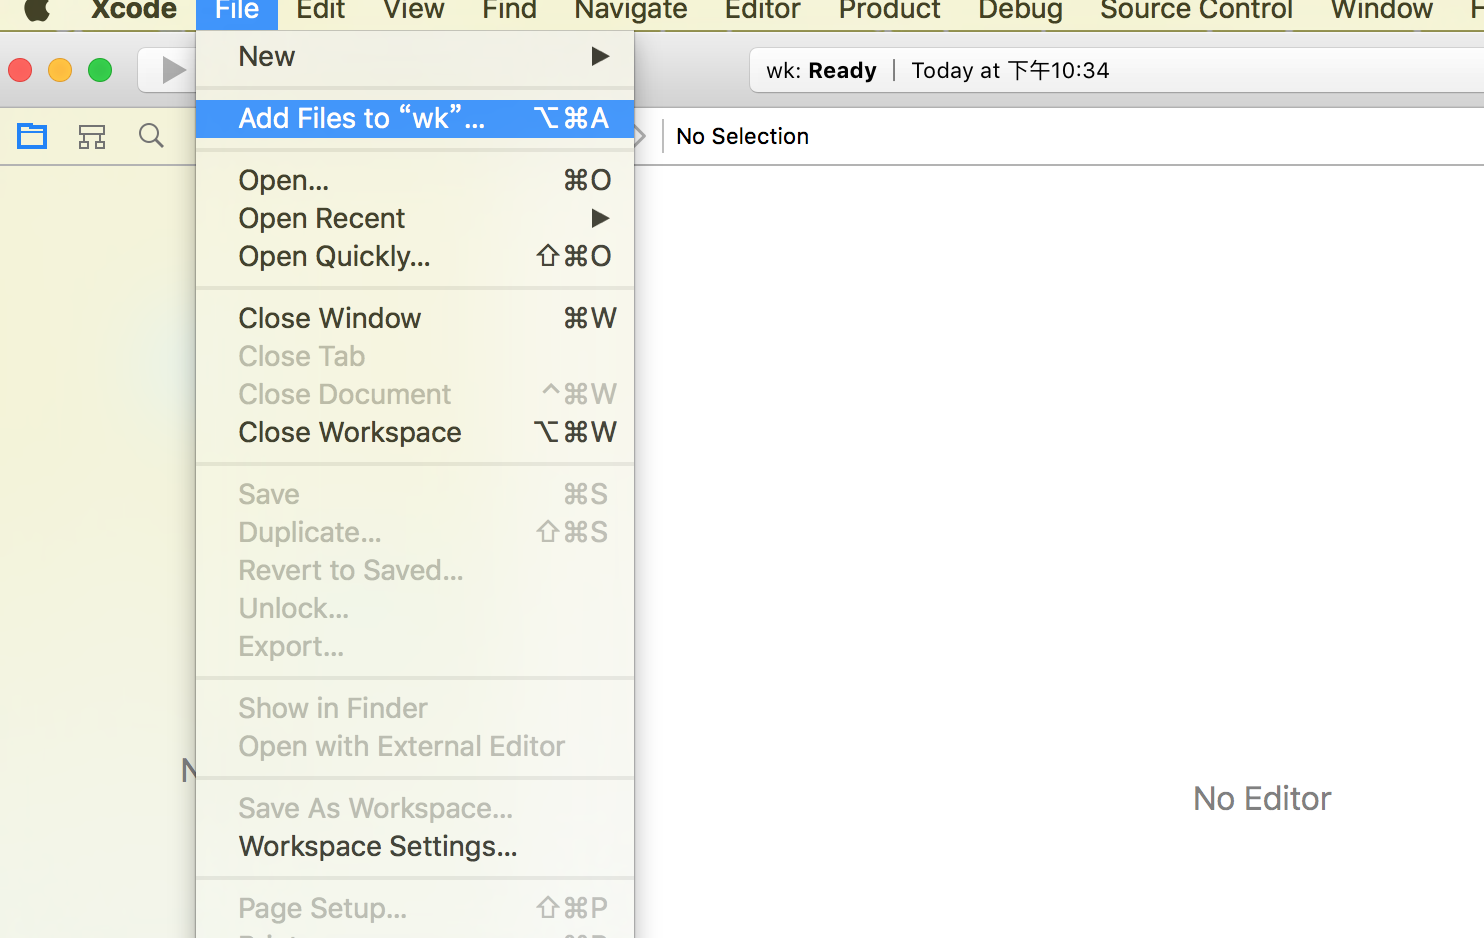 Xcode File Edit View Find Navigate Editor Product Debug Source Control Window
wk: Ready | Today at 下午10:34
No Selection
New ▶
Add Files to “wk”… ⌥⌘A
Open… ⌘O
Open Recent ▶
Open Quickly… ⇧⌘O
Close Window ⌘W
Close Tab
Close Document ^⌘W
Close Workspace ⌥⌘W
Save ⌘S
Duplicate… ⇧⌘S
Revert to Saved…
Unlock…
Export…
Show in Finder
Open with External Editor
Save As Workspace…
Workspace Settings…
Page Setup… ⇧⌘P
No Editor